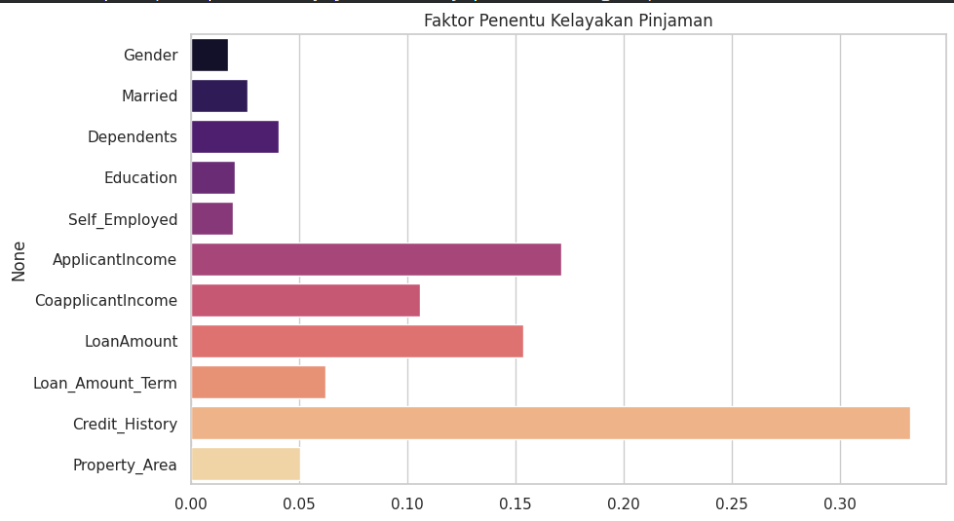 Faktor Penentu Kelayakan Pinjaman
Gender
Married
Dependents
Education
Self_Employed
ApplicantIncome
CoapplicantIncome
LoanAmount
Loan_Amount_Term
Credit_History
Property_Area
None
0.00 0.05 0.10 0.15 0.20 0.25 0.30